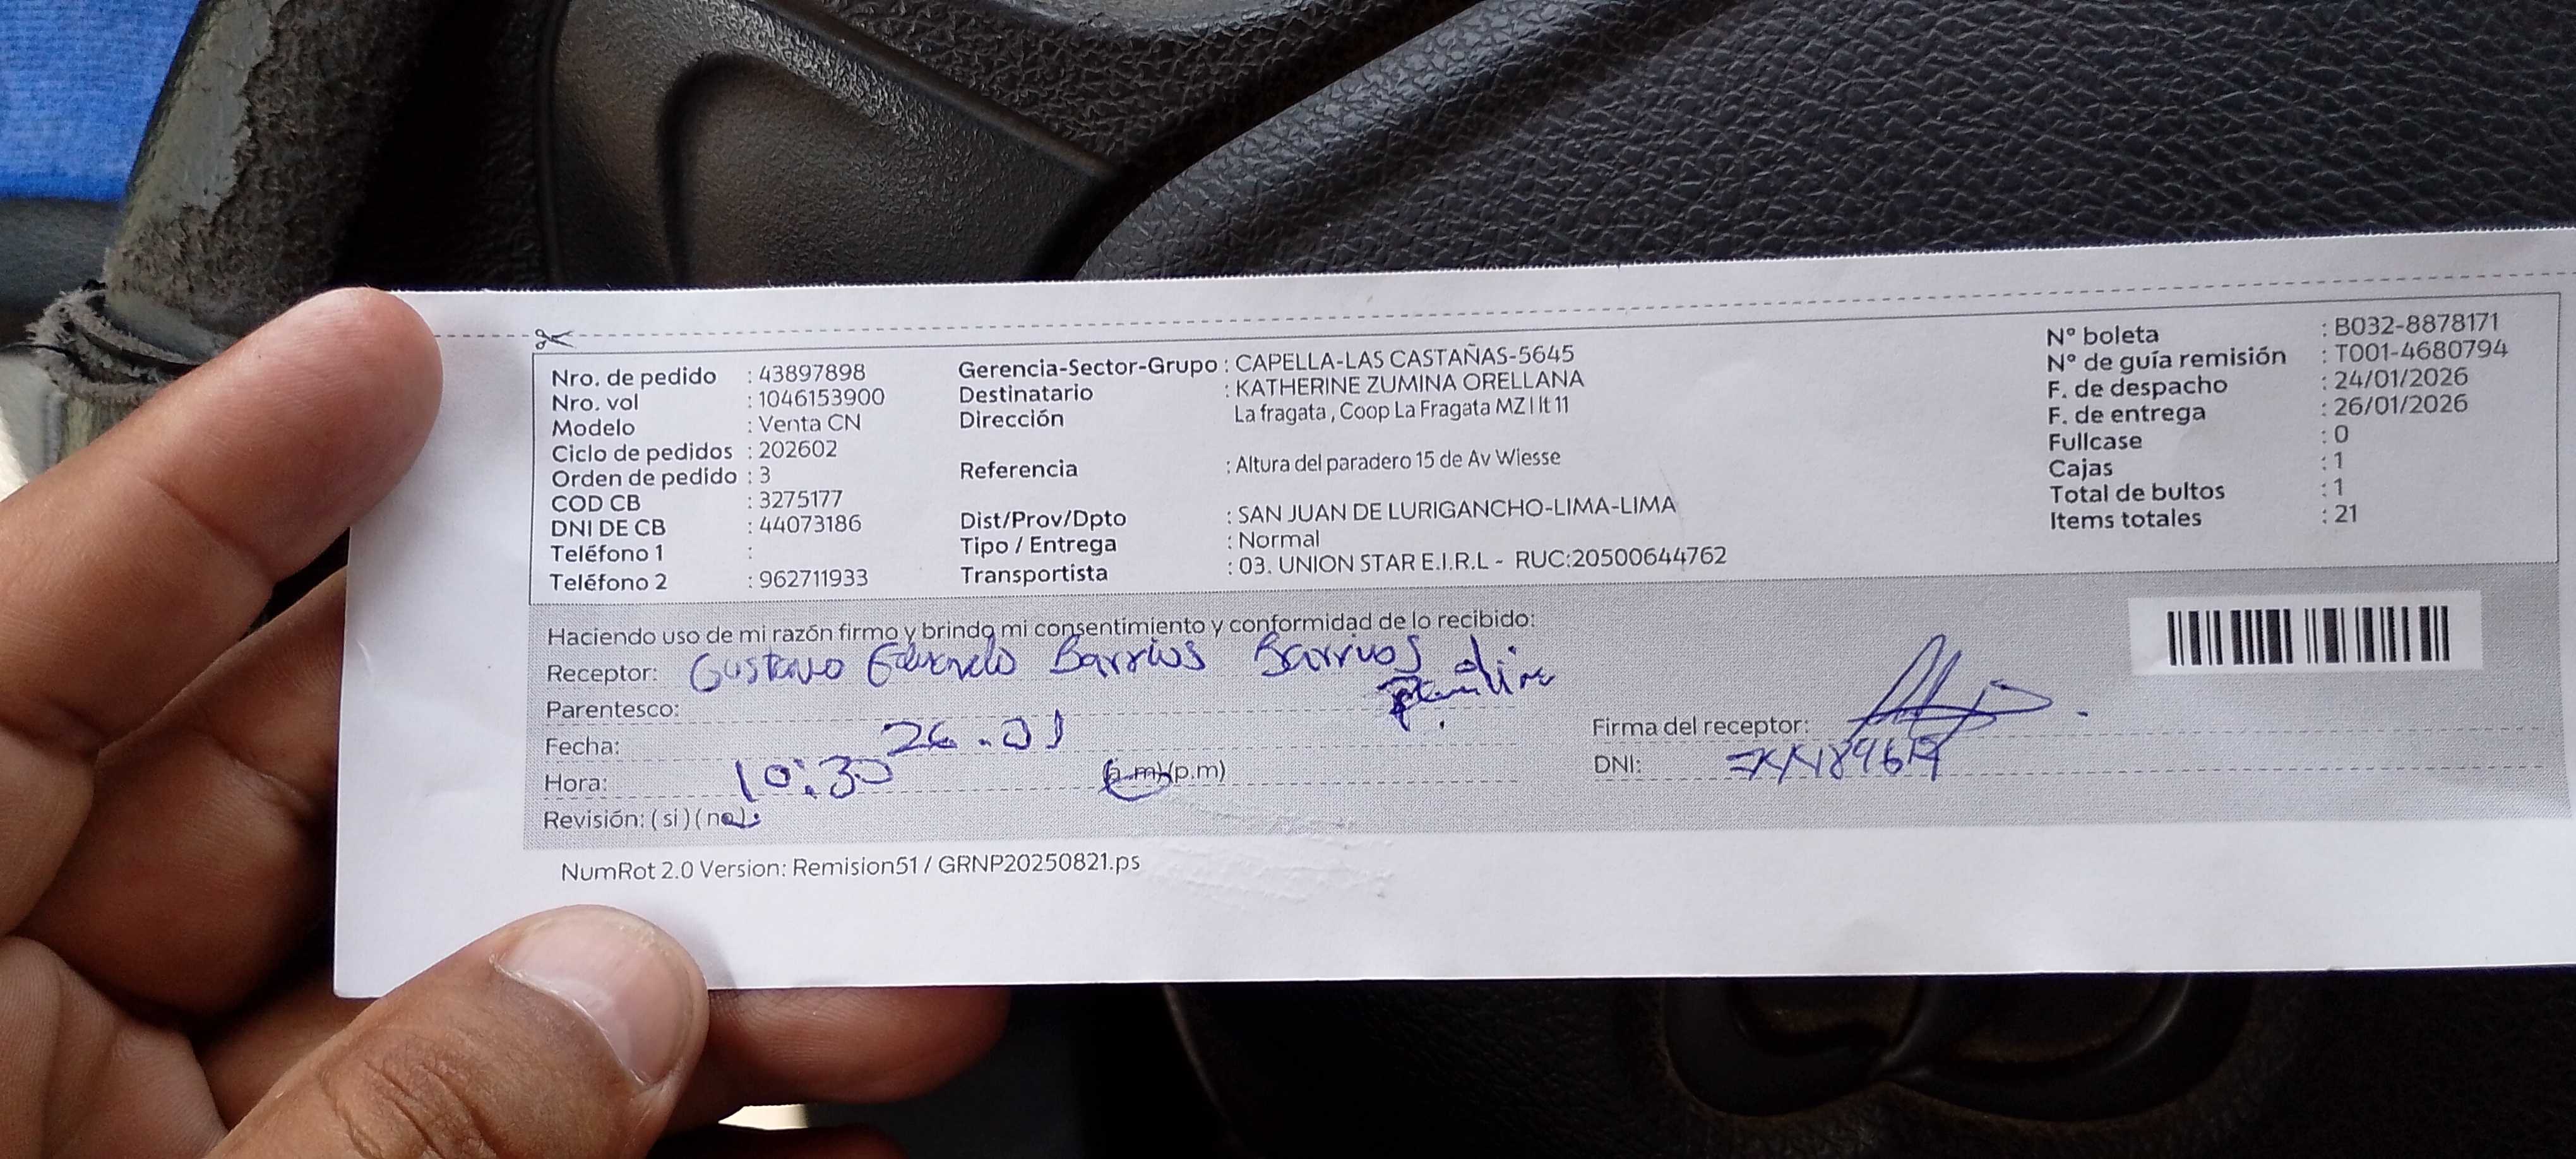 Nro. de pedido : 43897898
Nro. vol : 1046153900
Modelo : Venta CN
Ciclo de pedidos : 202602
Orden de pedido : 3
COD CB : 3275177
DNI DE CB : 44073186
Teléfono 1 :
Teléfono 2 : 962711933
Gerencia-Sector-Grupo : CAPELLA-LAS CASTAÑAS-5645
Destinatario : KATHERINE ZUMINA ORELLANA
Dirección La fragata , Coop La Fragata MZ I lt 11
Referencia : Altura del paradero 15 de Av Wiesse
Dist/Prov/Dpto : SAN JUAN DE LURIGANCHO-LIMA-LIMA
Tipo / Entrega : Normal
Transportista : 03. UNION STAR E.I.R.L - RUC:20500644762
N° boleta : B032-8878171
N° de guía remisión : T001-4680794
F. de despacho : 24/01/2026
F. de entrega : 26/01/2026
Fullcase : 0
Cajas : 1
Total de bultos : 1
Items totales : 21
Haciendo uso de mi razón firmo y brindo mi consentimiento y conformidad de lo recibido:
Receptor: Gustavo Eduardo Barrios Barrios
Parentesco:
Fecha: 26.01
Hora: 10:30 (a.m)(p.m)
Revisión: ( si ) ( no ).
Firma del receptor:
DNI:
NumRot 2.0 Version: Remision51 / GRNP20250821.ps